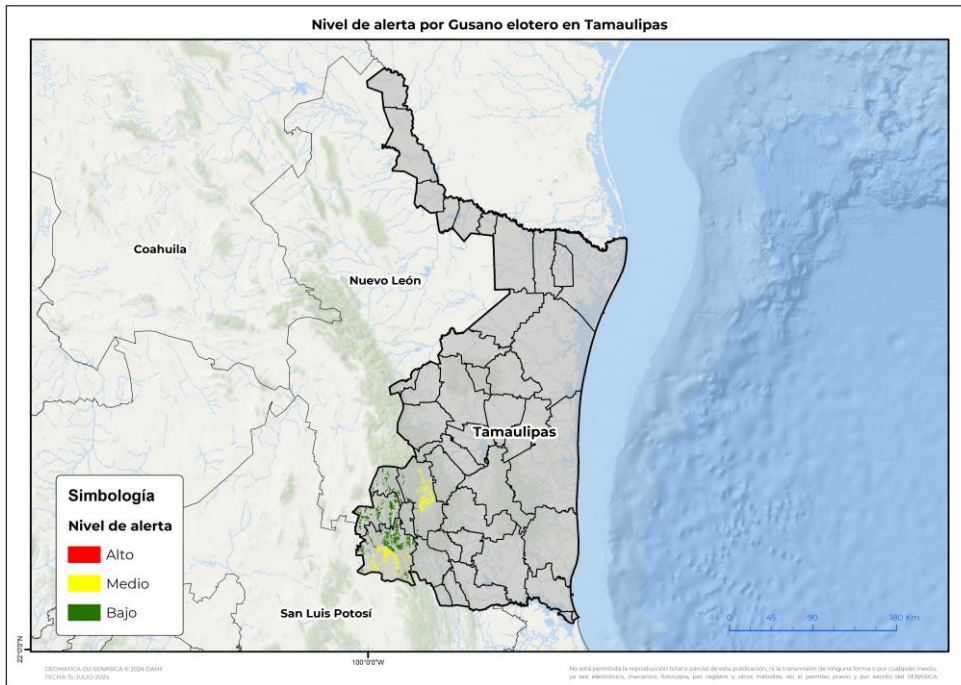 Nivel de alerta por Gusano elotero en Tamaulipas
Coahuila
Nuevo León
Tamaulipas
San Luis Potosí
Simbología
Nivel de alerta
Alto
Medio
Bajo
0 45 90 180 Km
22°0'0"N
100°0'0"W
GEOMATICA-DJ-SENASICA © 2024 DAHF
FECHA: 15-JULIO-2024
No está permitida la reproducción total o parcial de esta publicación, ni la transmisión de ninguna forma o por cualquier medio,
ya sea electrónico, mecánico, fotocopia, por registro u otros métodos, sin el permiso previo y por escrito del SENASICA.